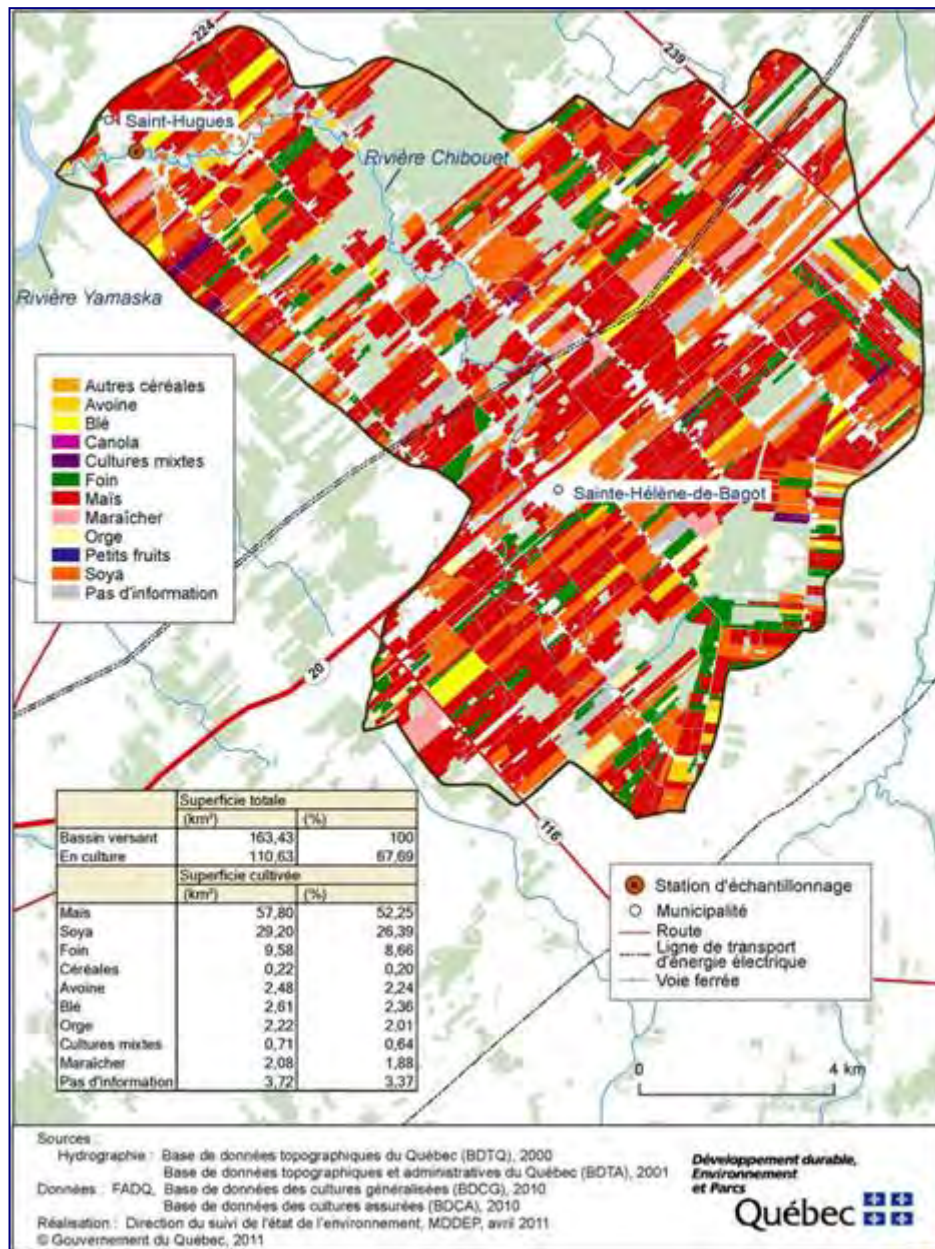 224
239
Saint-Hugues
Rivière Chibouet
Rivière Yamaska
Autres céréales
Avoine
Blé
Canola
Cultures mixtes
Foin
Maïs
Maraîcher
Orge
Petits fruits
Soya
Pas d'information
Sainte-Hélène-de-Bagot
20
116
Superficie totale
(km²) (%)
Bassin versant 163,43 100
En culture 110,63 67,69
Superficie cultivée
(km²) (%)
Maïs 57,80 52,25
Soya 29,20 26,39
Foin 9,58 8,66
Céréales 0,22 0,20
Avoine 2,48 2,24
Blé 2,61 2,36
Orge 2,22 2,01
Cultures mixtes 0,71 0,64
Maraîcher 2,08 1,88
Pas d'information 3,72 3,37
Station d'échantillonnage
Municipalité
Route
Ligne de transport
d'énergie électrique
Voie ferrée
0 4 km
Sources :
Hydrographie : Base de données topographiques du Québec (BDTQ), 2000
Base de données topographiques et administratives du Québec (BDTA), 2001
Données : FADQ, Base de données des cultures généralisées (BDCG), 2010
Base de données des cultures assurées (BDCA), 2010
Réalisation : Direction du suivi de l'état de l'environnement, MDDEP, avril 2011
© Gouvernement du Québec, 2011
Développement durable,
Environnement
et Parcs
Québec